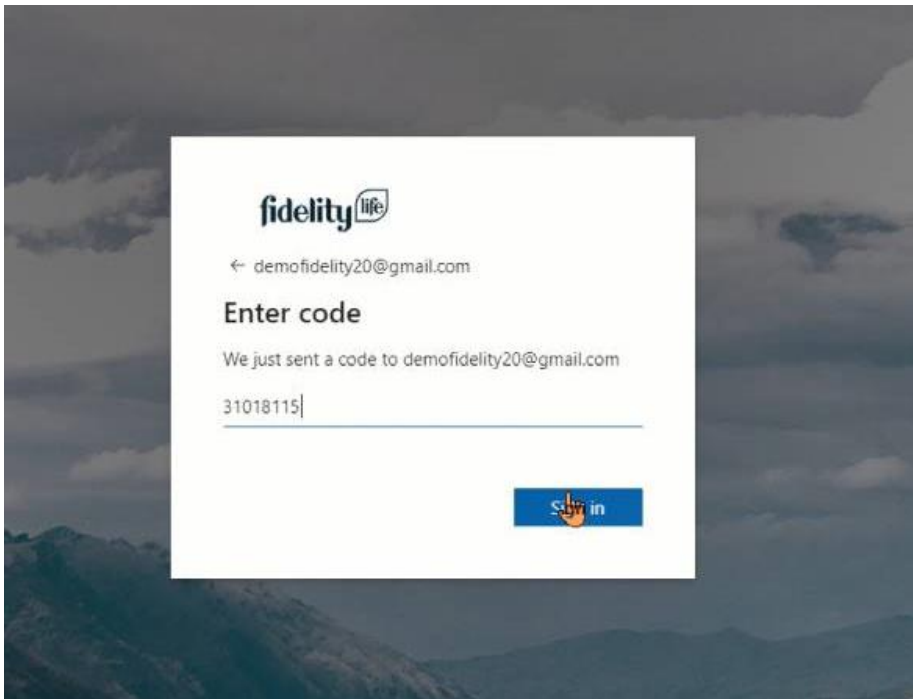 fidelity life
← demofidelity20@gmail.com
Enter code
We just sent a code to demofidelity20@gmail.com
31018115
Sign in